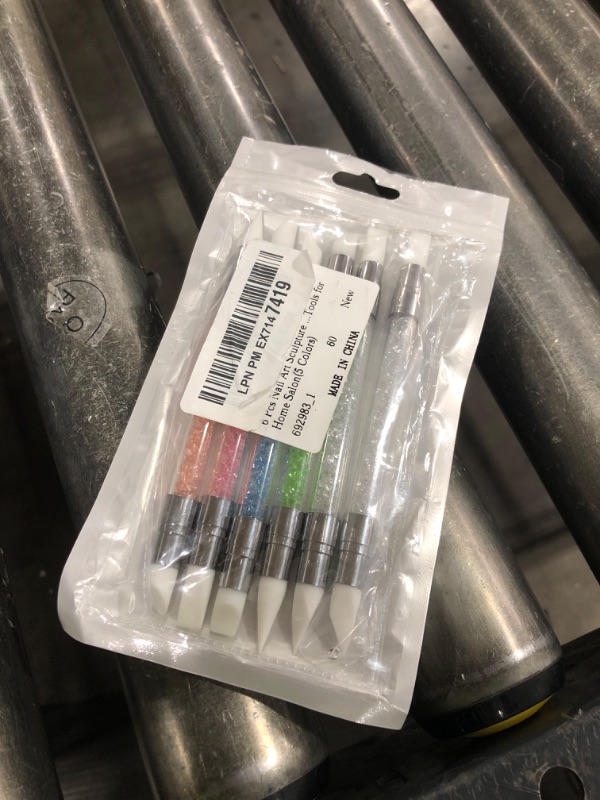 LPN PM EX7147419
6 Pcs Nail Art Sculpture ...Tools for
Home Salon(5 Colors)
692983_1
60
New
MADE IN CHINA